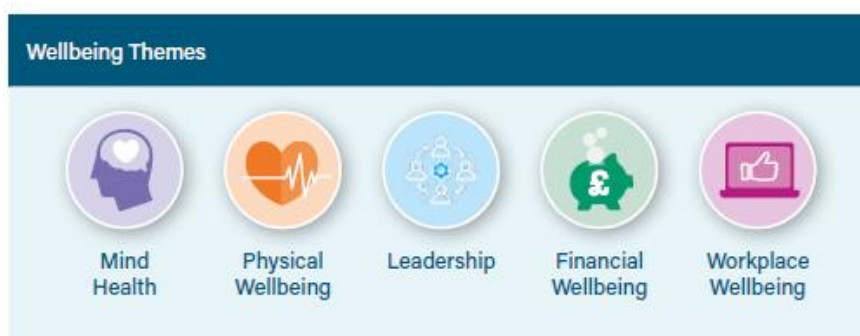 Wellbeing Themes
£
Mind
Health
Physical
Wellbeing
Leadership
Financial
Wellbeing
Workplace
Wellbeing